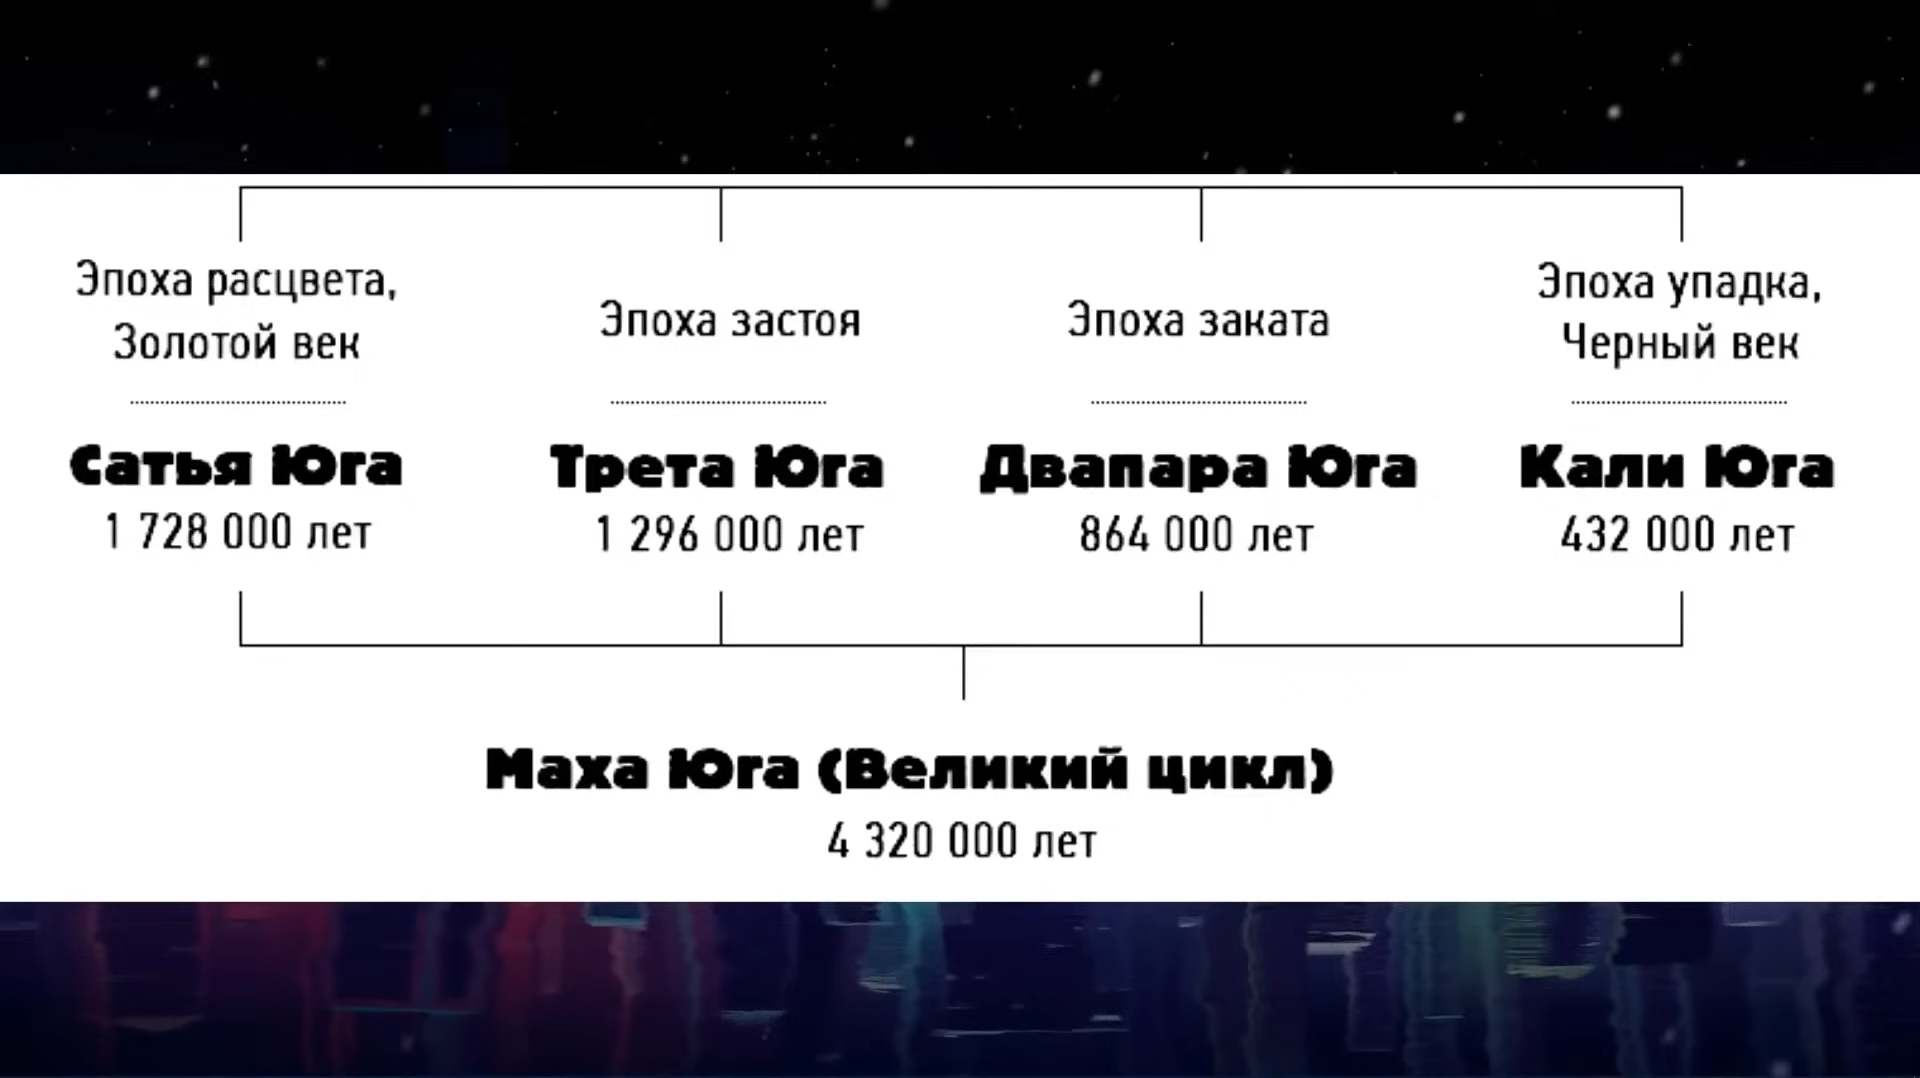 Эпоха расцвета,
Золотой век
Эпоха застоя
Эпоха заката
Эпоха упадка,
Черный век
Сатья Юга
1 728 000 лет
Трета Юга
1 296 000 лет
Двапара Юга
864 000 лет
Кали Юга
432 000 лет
Маха Юга (Великий цикл)
4 320 000 лет